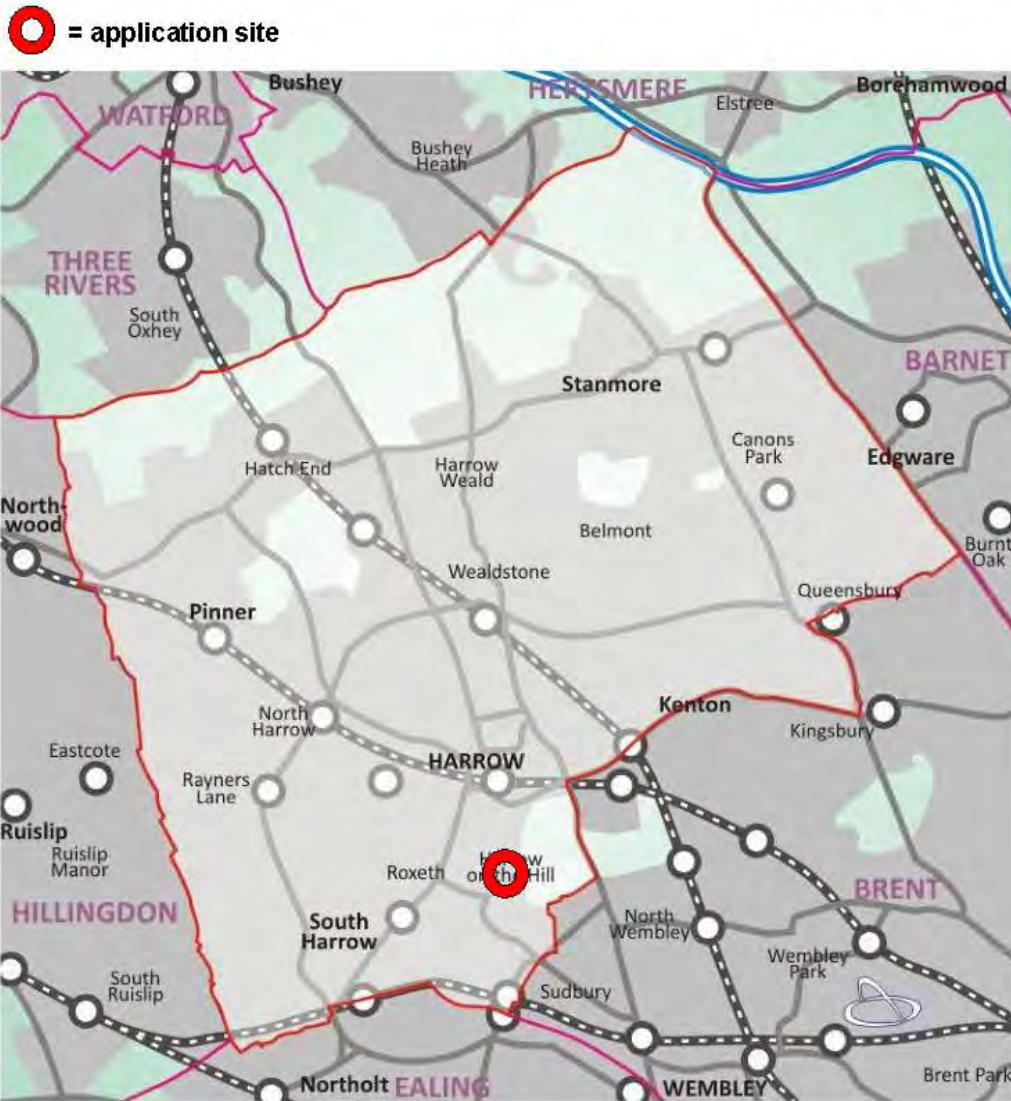 = application site
Bushey
HERTSMERE
Elstree
Borehamwood
WATFORD
Bushey
Heath
THREE
RIVERS
South
Oxhey
BARNET
Stanmore
Edgware
Canons
Park
Hatch End
Harrow
Weald
North-
wood
Belmont
Burnt
Oak
Wealdstone
Queensbury
Pinner
Kenton
North
Harrow
Kingsbury
Eastcote
HARROW
Rayners
Lane
Ruislip
Ruislip
Manor
Harrow
on the Hill
Roxeth
BRENT
HILLINGDON
South
Harrow
North
Wembley
Wembley
Park
South
Ruislip
Sudbury
Northolt
EALING
WEMBLEY
Brent Park